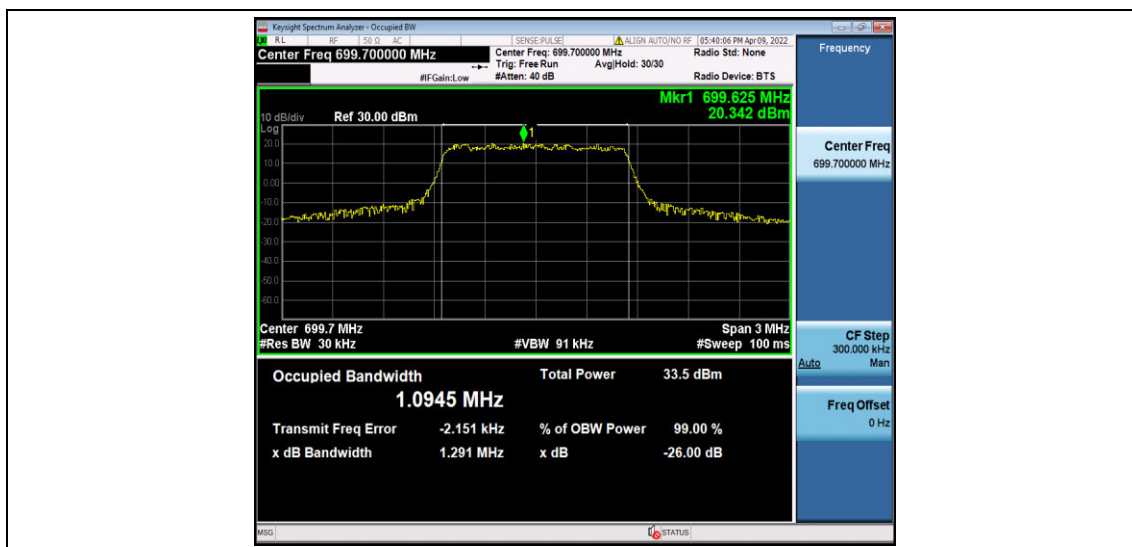 Keysight Spectrum Analyzer - Occupied BW
RL RF 50 Ω AC SENSE:PULSE ALIGN AUTO/NO RF 05:40:06 PM Apr 09, 2022
Center Freq 699.700000 MHz
Center Freq: 699.700000 MHz Radio Std: None
Trig: Free Run Avg|Hold: 30/30
#IFGain:Low #Atten: 40 dB Radio Device: BTS
Frequency
Mkr1 699.625 MHz
20.342 dBm
10 dB/div Ref 30.00 dBm
Log
1
20.0
10.0
0.00
-10.0
-20.0
-30.0
-40.0
-50.0
-60.0
Center 699.7 MHz Span 3 MHz
#Res BW 30 kHz #VBW 91 kHz #Sweep 100 ms
Center Freq
699.700000 MHz
CF Step
300.000 kHz
Auto Man
Freq Offset
0 Hz
Occupied Bandwidth Total Power 33.5 dBm
1.0945 MHz
Transmit Freq Error -2.151 kHz % of OBW Power 99.00 %
x dB Bandwidth 1.291 MHz x dB -26.00 dB
MSG STATUS